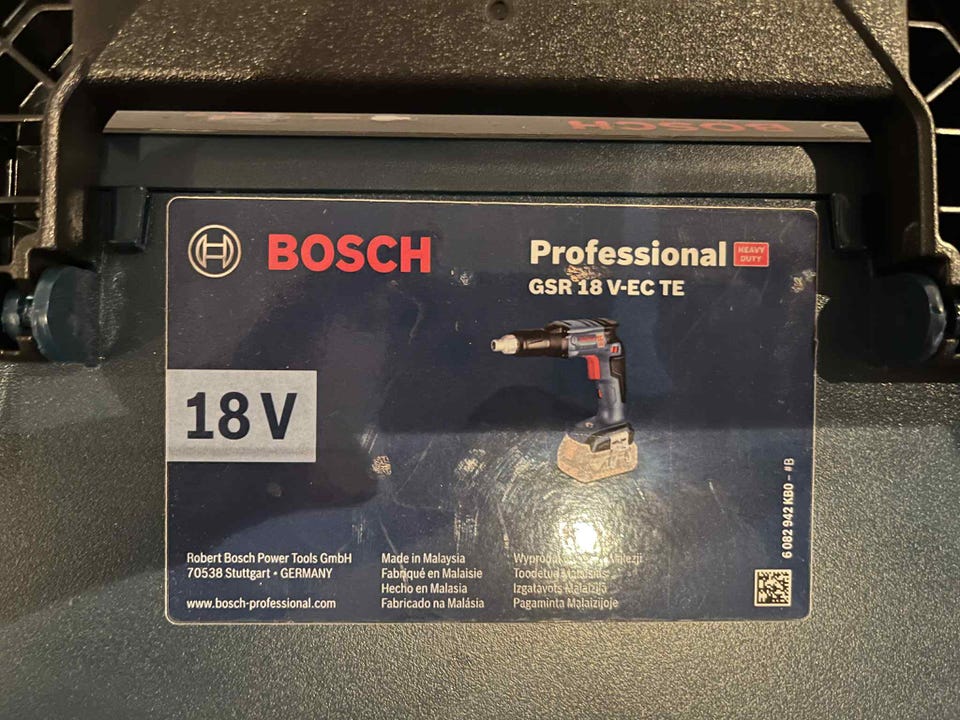 BOSCH
BOSCH
Professional HEAVY DUTY
GSR 18 V-EC TE
18 V
Robert Bosch Power Tools GmbH
70538 Stuttgart • GERMANY
www.bosch-professional.com
Made in Malaysia
Fabriqué en Malaisie
Hecho en Malasia
Fabricado na Malásia
Malezji
Izgatavots Malaizijā
Pagaminta Malaizijoje
6 082 942 KB0 – #B